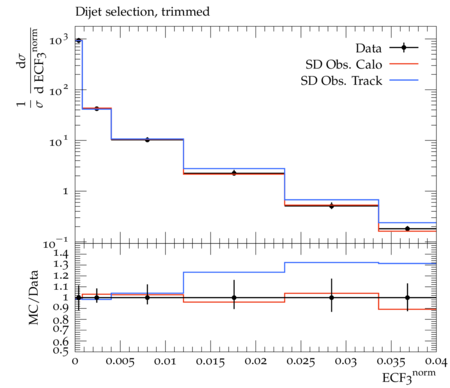 Dijet selection, trimmed
1/σ dσ/d ECF3^norm
10^3
10^2
10^1
1
10^−1
Data
SD Obs. Calo
SD Obs. Track
MC/Data
1.4
1.3
1.2
1.1
1
0.9
0.8
0.7
0.6
0.5
0 0.005 0.01 0.015 0.02 0.025 0.03 0.035 0.04
ECF3^norm